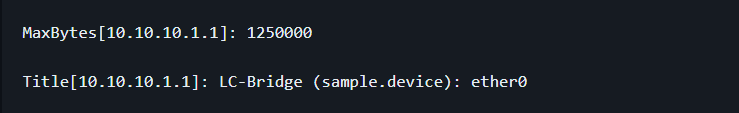 MaxBytes[10.10.10.1.1]: 1250000
Title[10.10.10.1.1]: LC-Bridge (sample.device): ether0